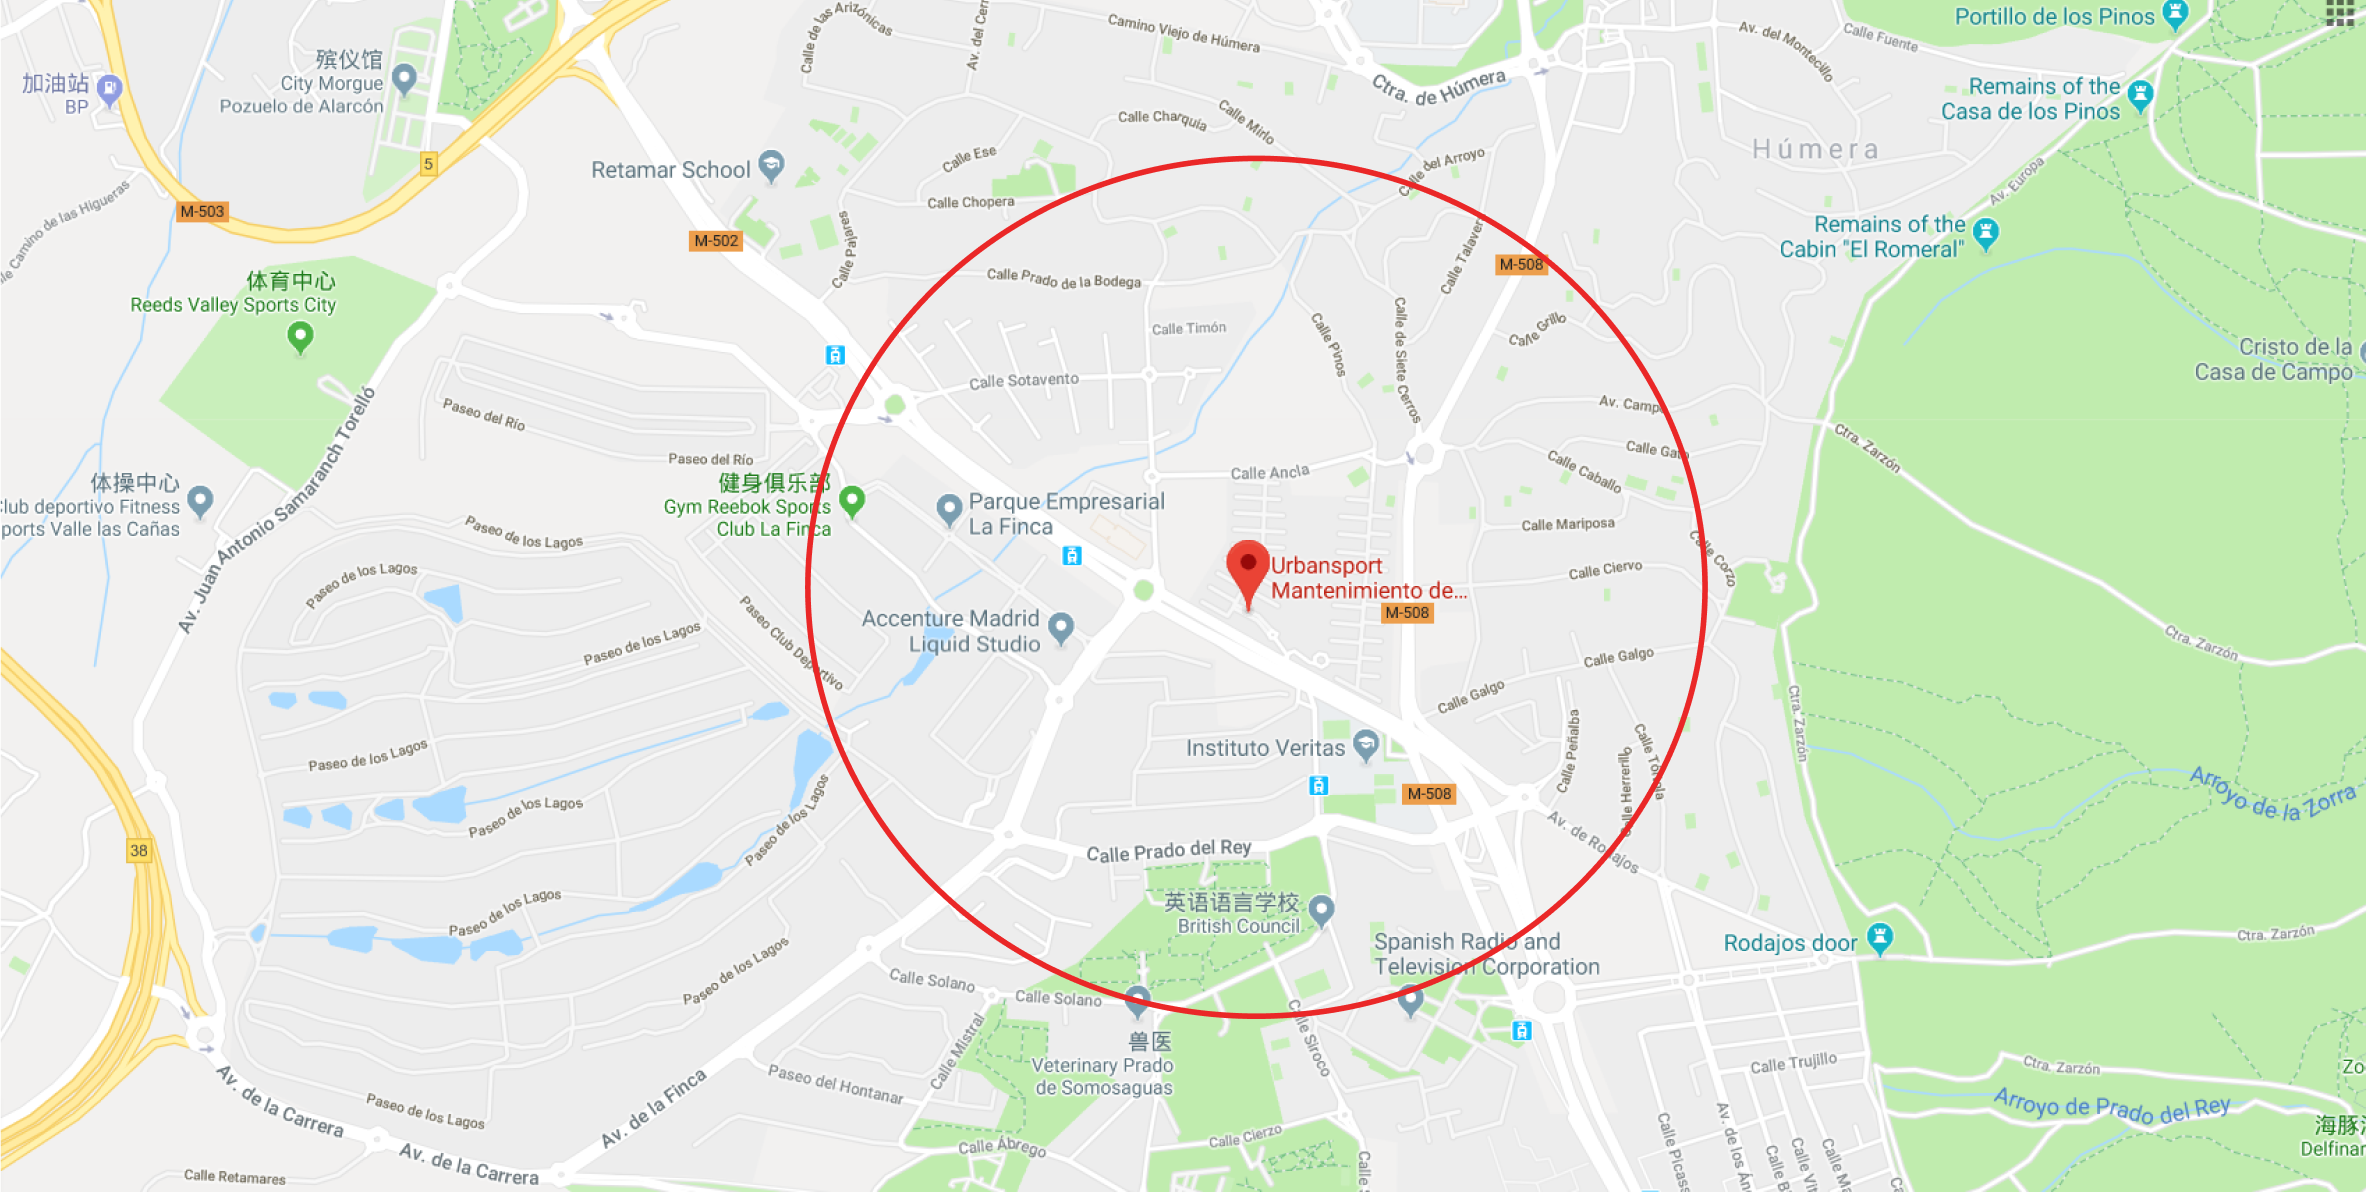 Calle de las Arizónicas
Av. del Cerr
Camino Viejo de Húmera
Ctra. de Húmera
Av. del Montecillo
Calle Fuente
Portillo de los Pinos
殡仪馆
City Morgue
Pozuelo de Alarcón
加油站
BP
Remains of the
Casa de los Pinos
Calle Charquia
Calle Mirlo
Húmera
Calle Ese
5
Retamar School
Calle del Arroyo
Av. Europa
le Camino de las Higueras
M-503
Calle Chopera
M-502
Calle Pajares
Calle Talaver
M-508
Remains of the
Cabin "El Romeral"
体育中心
Reeds Valley Sports City
Calle Prado de la Bodega
Calle Timón
Calle Pinos
Calle de Siete Cerros
Calle Grillo
Cristo de la
Casa de Campo
Calle Sotavento
Paseo del Río
Av. Campo
Paseo del Río
Calle Gato
Ctra. Zarzón
Calle Caballo
体操中心
Club deportivo Fitness
ports Valle las Cañas
Av. Juan Antonio Samaranch Torelló
健身俱乐部
Gym Reebok Sports
Club La Finca
Parque Empresarial
La Finca
Calle Ancla
Calle Mariposa
Paseo de los Lagos
Calle Corzo
Paseo de los Lagos
Urbansport
Mantenimiento de...
Calle Ciervo
M-508
Paseo Club Deportivo
Accenture Madrid
Liquid Studio
Paseo de los Lagos
Calle Galgo
Ctra. Zarzón
Calle Galgo
Ctra. Zarzón
Paseo de los Lagos
Instituto Veritas
Calle Peñalba
Calle Tórtola
Calle Herrerillo
M-508
Arroyo de la Zorra
Paseo de los Lagos
Paseo de los Lagos
38
Calle Prado del Rey
Av. de Rodajos
Paseo de los Lagos
英语语言学校
British Council
Spanish Radio and
Television Corporation
Rodajos door
Ctra. Zarzón
Paseo de los Lagos
Calle Solano
Calle Solano
Calle Siroco
兽医
Veterinary Prado
de Somosaguas
Calle Mistral
Calle Trujillo
Ctra. Zarzón
Zo
Av. de la Carrera
Paseo del Hontanar
Paseo de los Lagos
Av. de la Finca
Arroyo de Prado del Rey
海豚
Delfinar
Calle Ábrego
Calle Cierzo
Av. de la Carrera
Calle Retamares
Calle Picass
Av. de los Án
Calle B
Calle Vit
Calle Ma
Ca
Calle S